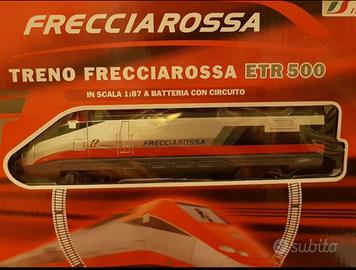 FRECCIAROSSA
TRENO FRECCIAROSSA ETR 500
IN SCALA 1:87 A BATTERIA CON CIRCUITO
FRECCIAROSSA
subito